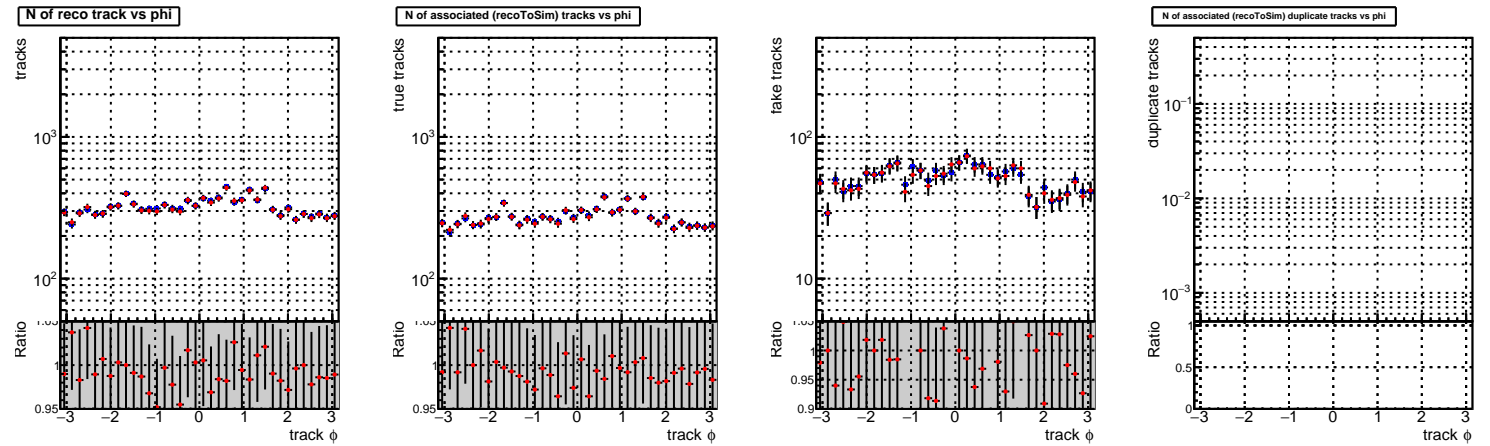 N of reco track vs phi
tracks
10³
10²
Ratio
1.05
1
0.95
−3 −2 −1 0 1 2 3
track ϕ
N of associated (recoToSim) tracks vs phi
true tracks
10³
10²
Ratio
1.05
1
0.95
−3 −2 −1 0 1 2 3
track ϕ
fake tracks
10²
10
Ratio
1
0.95
0.9
−3 −2 −1 0 1 2 3
track ϕ
N of associated (recoToSim) duplicate tracks vs phi
duplicate tracks
10⁻¹
10⁻²
10⁻³
Ratio
1
0.5
0
−3 −2 −1 0 1 2 3
track ϕ